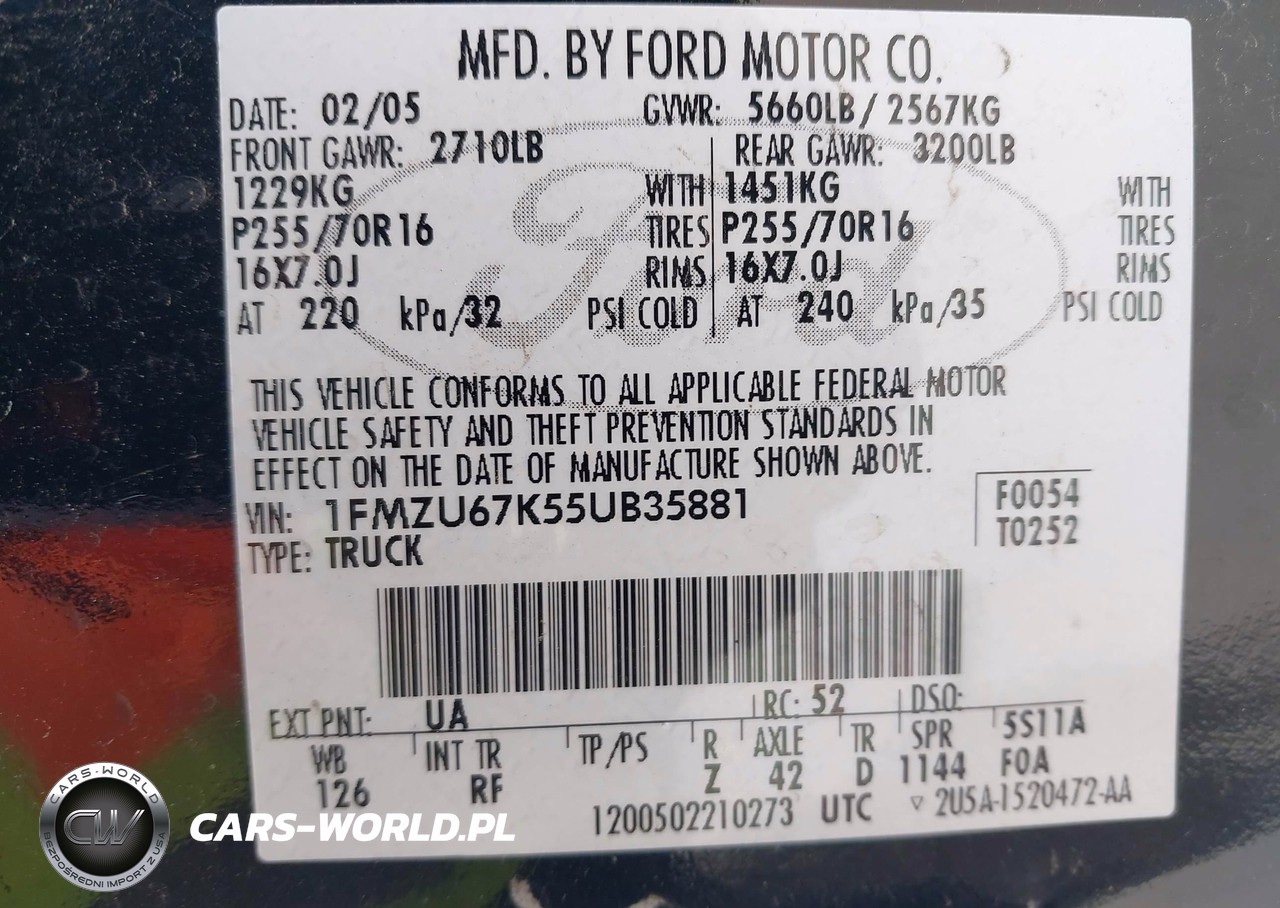 MFD. BY FORD MOTOR CO.
DATE: 02/05 GVWR: 5660LB/ 2567KG
FRONT GAWR: 2710LB REAR GAWR: 3200LB
1229KG WITH 1451KG WITH
P255/70R16 TIRES P255/70R16 TIRES
16X7.0J RIMS 16X7.0J RIMS
AT 220 kPa/32 PSI COLD AT 240 kPa/35 PSI COLD
Ford
THIS VEHICLE CONFORMS TO ALL APPLICABLE FEDERAL MOTOR
VEHICLE SAFETY AND THEFT PREVENTION STANDARDS IN
EFFECT ON THE DATE OF MANUFACTURE SHOWN ABOVE.
VIN: 1FMZU67K55UB35881 F0054
TYPE: TRUCK T0252
EXT PNT: UA RC: 52 DSO:
WB INT TR TP/PS R AXLE TR SPR 5S11A
126 RF Z 42 D 1144 F0A
1200502210273 UTC ▽ 2U5A-1520472-AA
CARS-WORLD
CW
BEZPOŚREDNI IMPORT Z USA
CARS-WORLD.PL